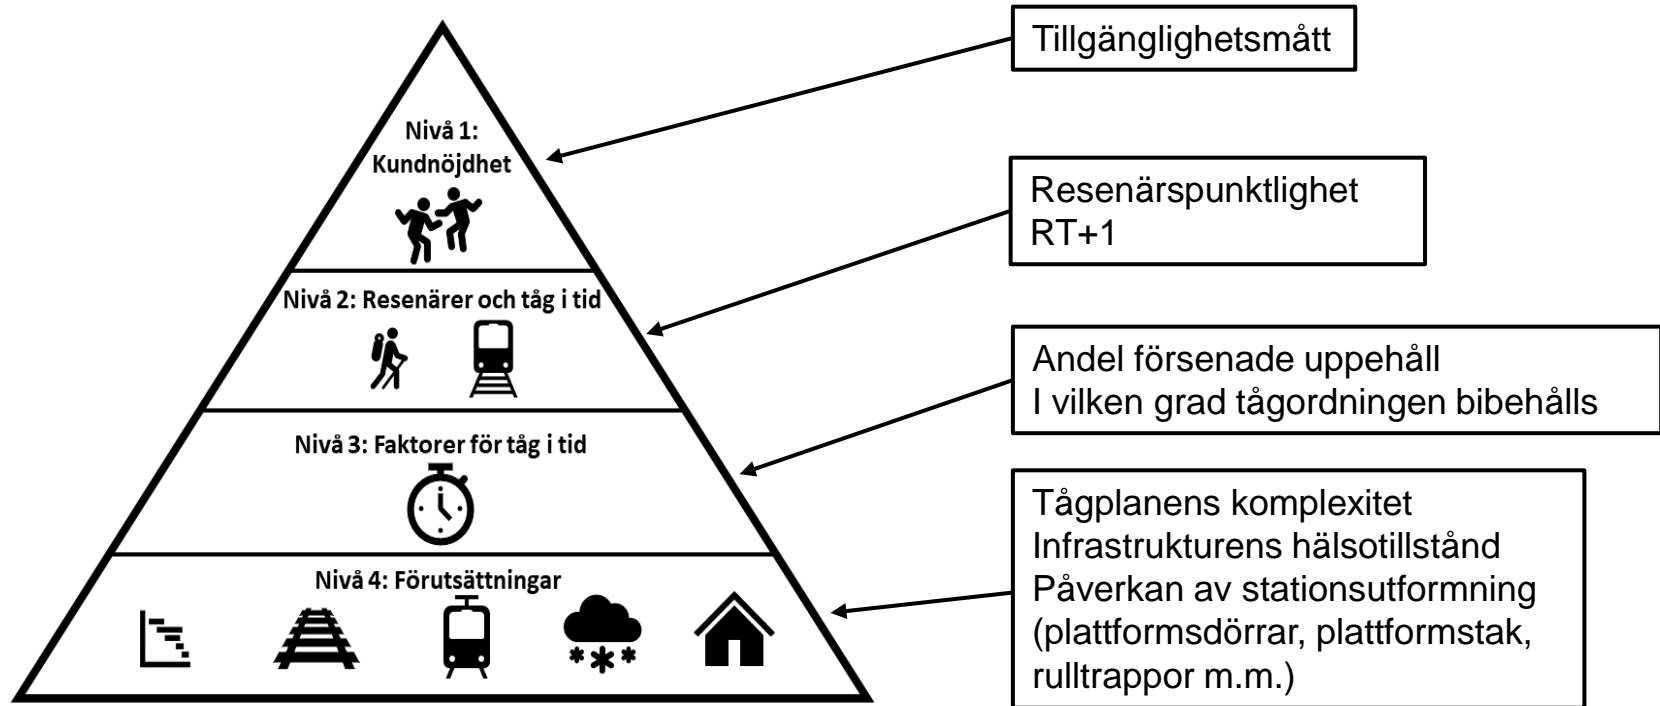 Tillgänglighetsmått
Nivå 1:
Kundnöjdhet
Resenärspunktlighet
RT+1
Nivå 2: Resenärer och tåg i tid
Andel försenade uppehåll
I vilken grad tågordningen bibehålls
Nivå 3: Faktorer för tåg i tid
Tågplanens komplexitet
Infrastrukturens hälsotillstånd
Påverkan av stationsutformning
(plattformsdörrar, plattformstak,
rulltrappor m.m.)
Nivå 4: Förutsättningar